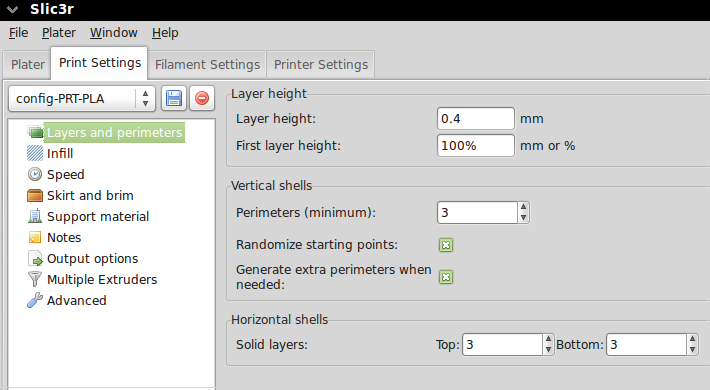 Slic3r
File Plater Window Help
Plater Print Settings Filament Settings Printer Settings
config-PRT-PLA
Layers and perimeters
Infill
Speed
Skirt and brim
Support material
Notes
Output options
Multiple Extruders
Advanced
Layer height
Layer height: 0.4 mm
First layer height: 100% mm or %
Vertical shells
Perimeters (minimum): 3
Randomize starting points:
Generate extra perimeters when
needed:
Horizontal shells
Solid layers: Top: 3 Bottom: 3